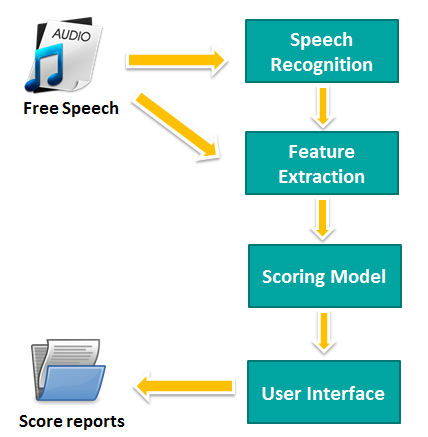 AUDIO
Free Speech
Speech
Recognition
Feature
Extraction
Scoring Model
User Interface
Score reports